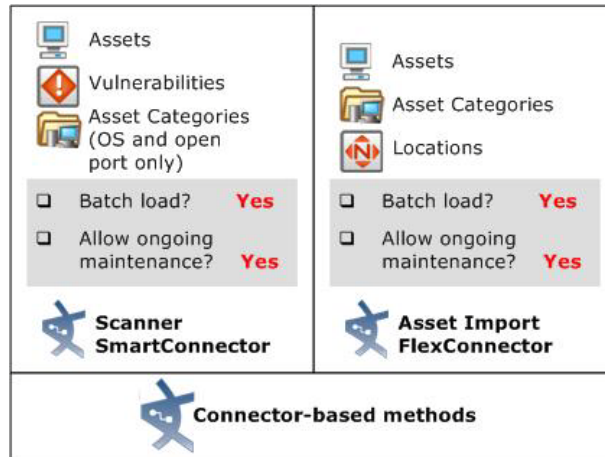 Assets
Vulnerabilities
Asset Categories
(OS and open
port only)
Batch load? Yes
Allow ongoing
maintenance? Yes
Scanner
SmartConnector
Assets
Asset Categories
N
Locations
Batch load? Yes
Allow ongoing
maintenance? Yes
Asset Import
FlexConnector
Connector-based methods